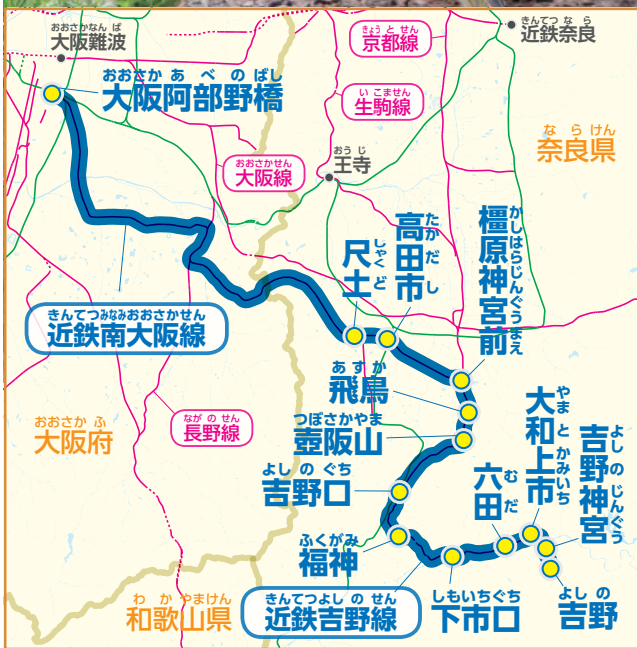 おおさかなんば
大阪難波
きょうとせん
京都線
きんてつなら
近鉄奈良
おおさかあべのばし
大阪阿部野橋
いこません
生駒線
ならけん
奈良県
おおさかせん
大阪線
おうじ
王寺
かしはらじんぐうまえ
橿原神宮前
たかだし
高田市
しゃくど
尺土
きんてつみなみおおさかせん
近鉄南大阪線
あすか
飛鳥
つぼさかやま
壺阪山
おおさかふ
大阪府
ながのせん
長野線
よしのぐち
吉野口
やまとかみいち
大和上市
よしのじんぐう
吉野神宮
むだ
六田
ふくがみ
福神
わかやまけん
和歌山県
きんてつよしのせん
近鉄吉野線
しもいちぐち
下市口
よしの
吉野